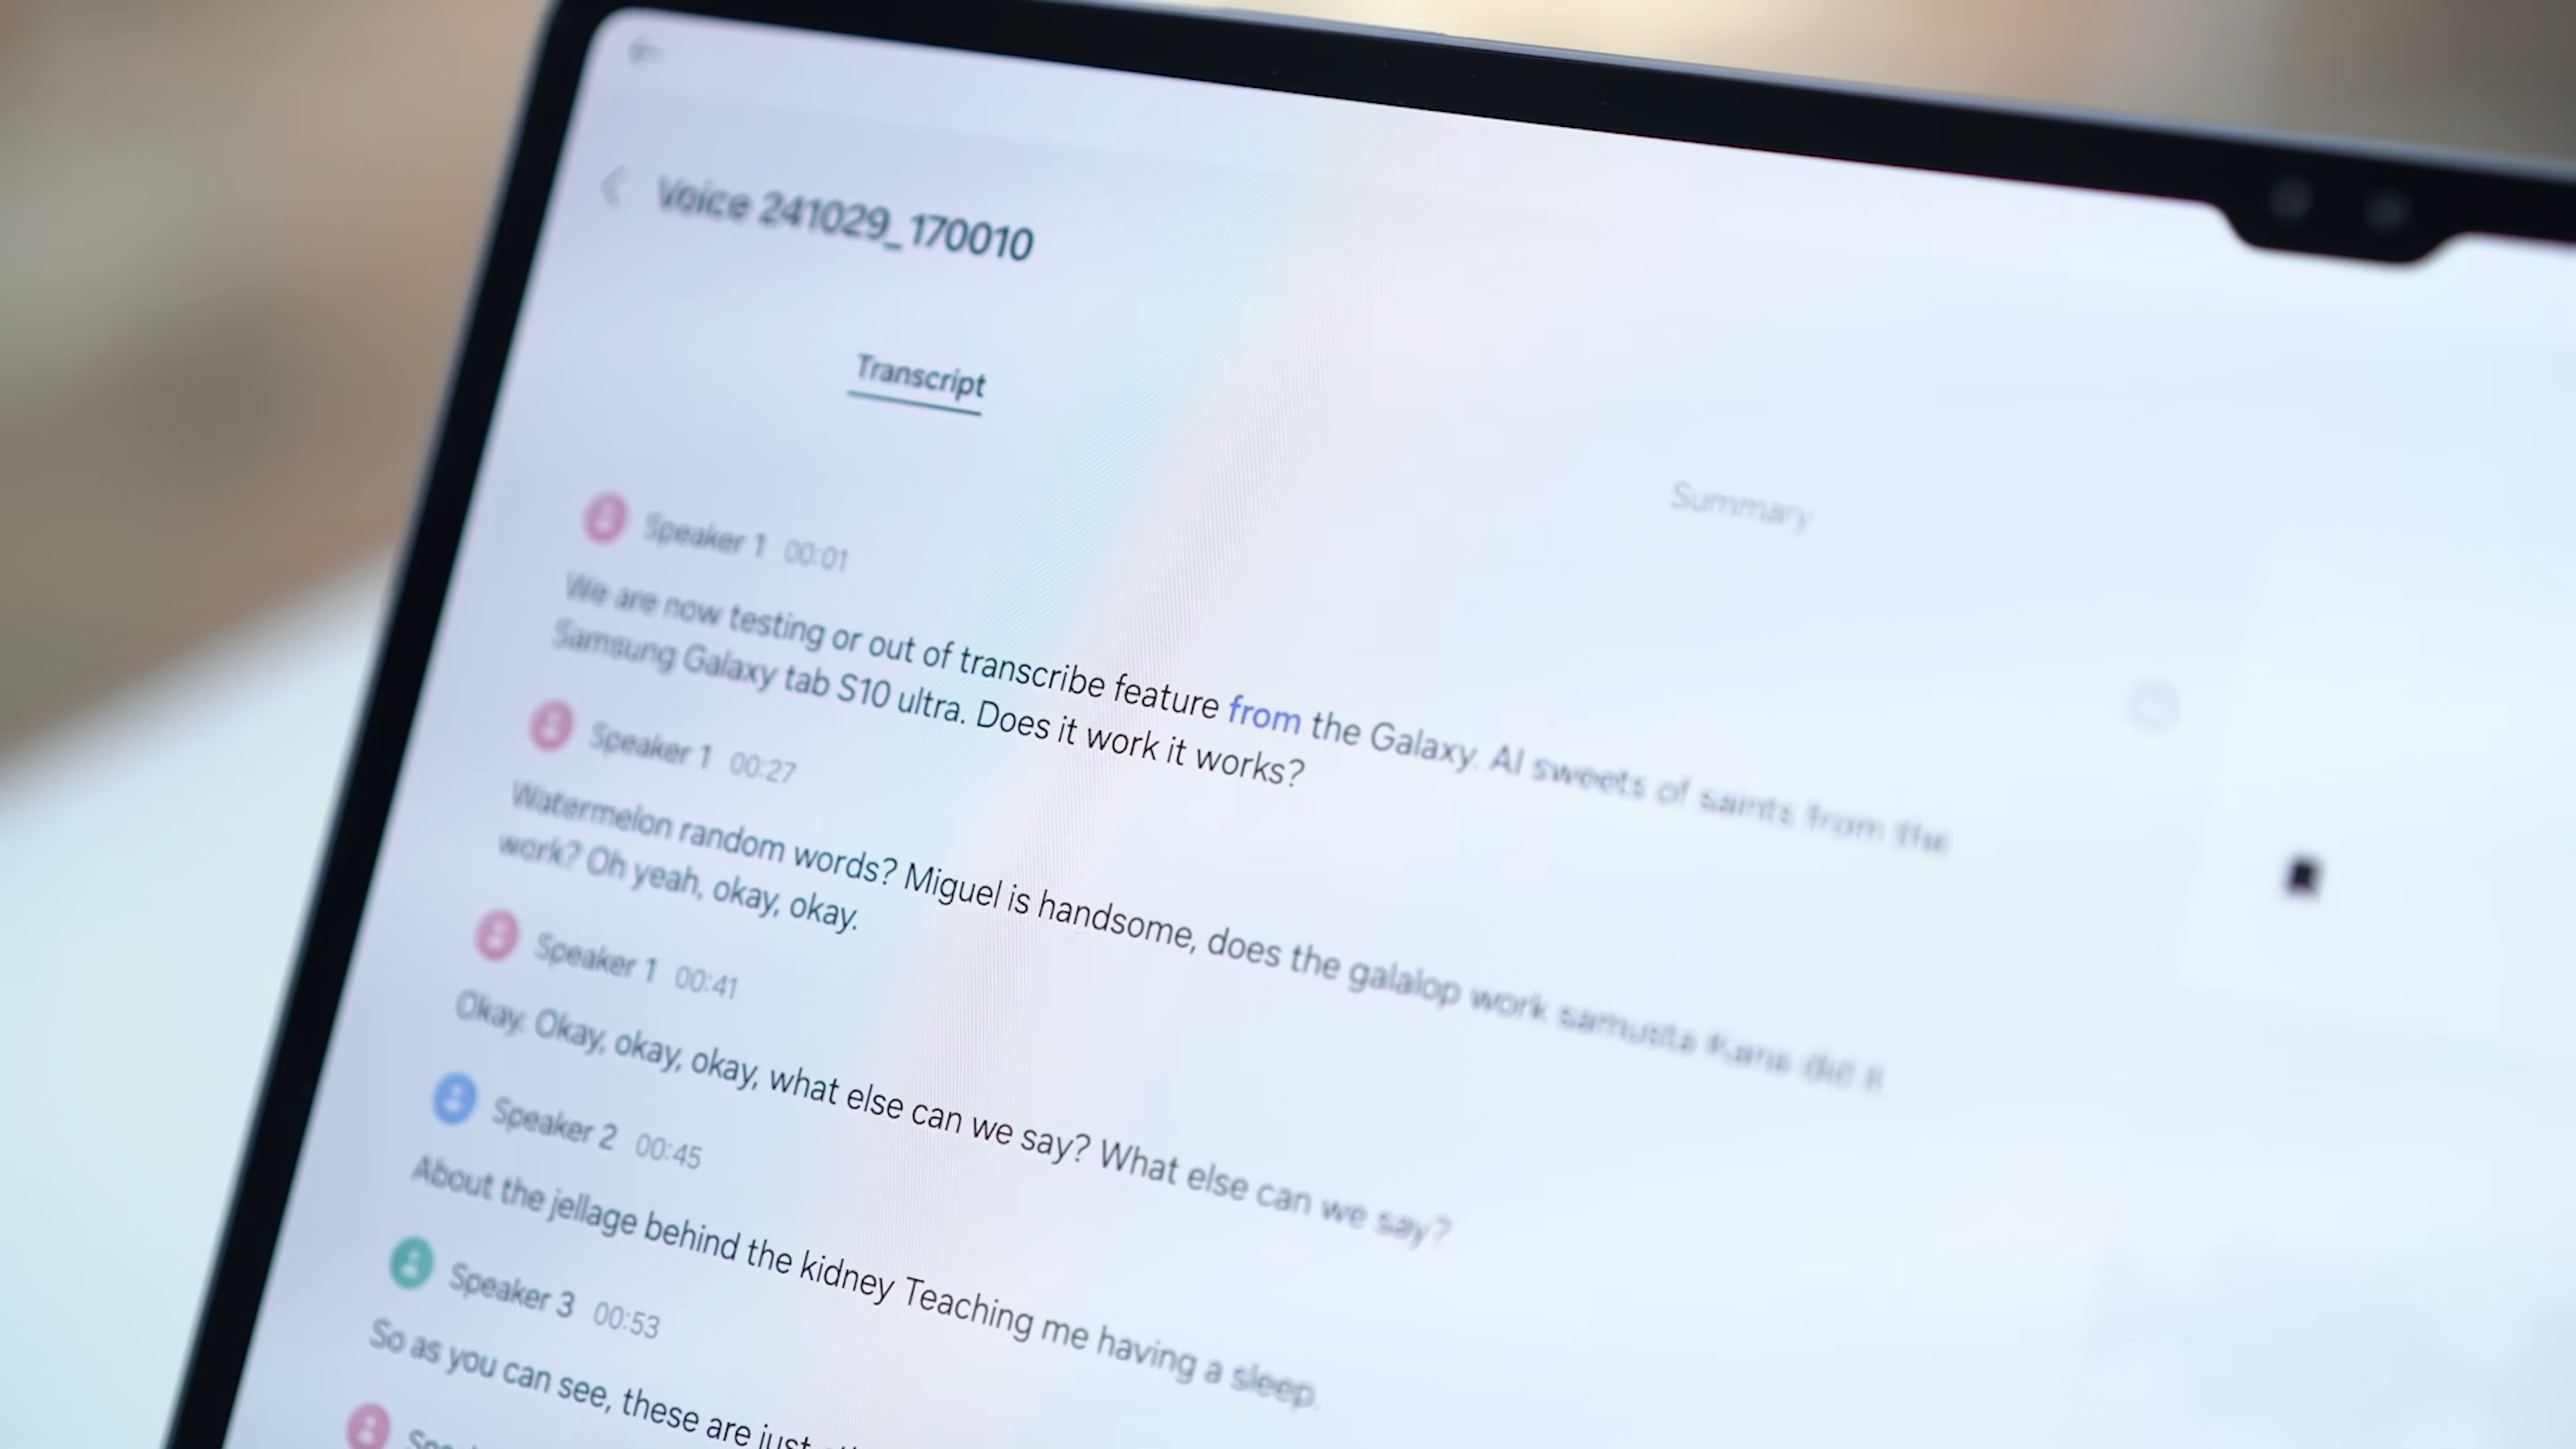 Voice 241029_170010
Transcript
Summary
Speaker 1 00:01
We are now testing or out of transcribe feature from the Galaxy. AI sweets of saints from the
Samsung Galaxy tab S10 ultra. Does it work it works?
Speaker 1 00:27
Watermelon random words? Miguel is handsome, does the galalop work samusta Kana did it
work? Oh yeah, okay, okay.
Speaker 1 00:41
Okay. Okay, okay, okay, what else can we say? What else can we say?
Speaker 2 00:45
About the jellage behind the kidney Teaching me having a sleep.
Speaker 3 00:53
So as you can see, these are just